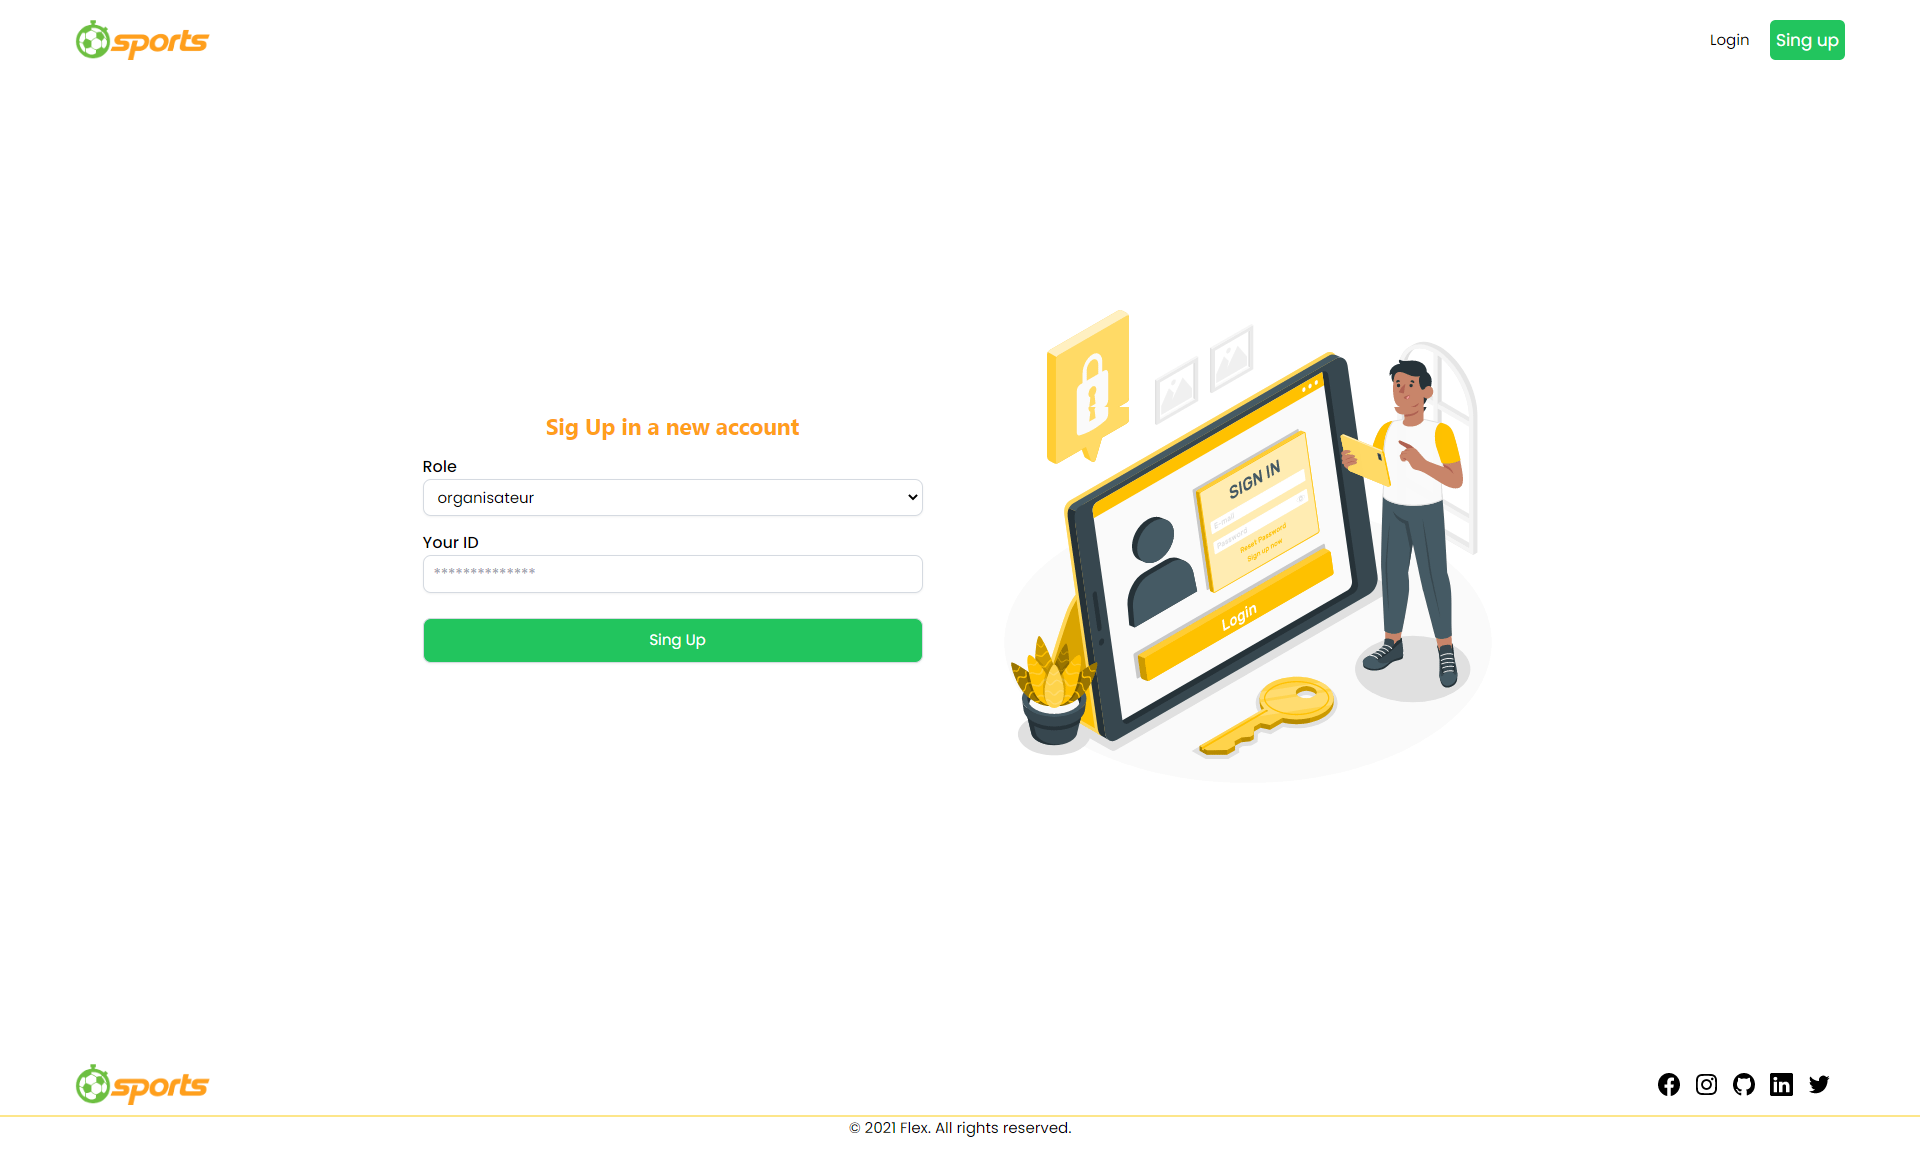 sports
Login
Sing up
Sig Up in a new account
Role
organisateur
Your ID
**************
Sing Up
SIGN IN
E-mail
Password
Reset Password
Sign up now
Login
sports
© 2021 Flex. All rights reserved.